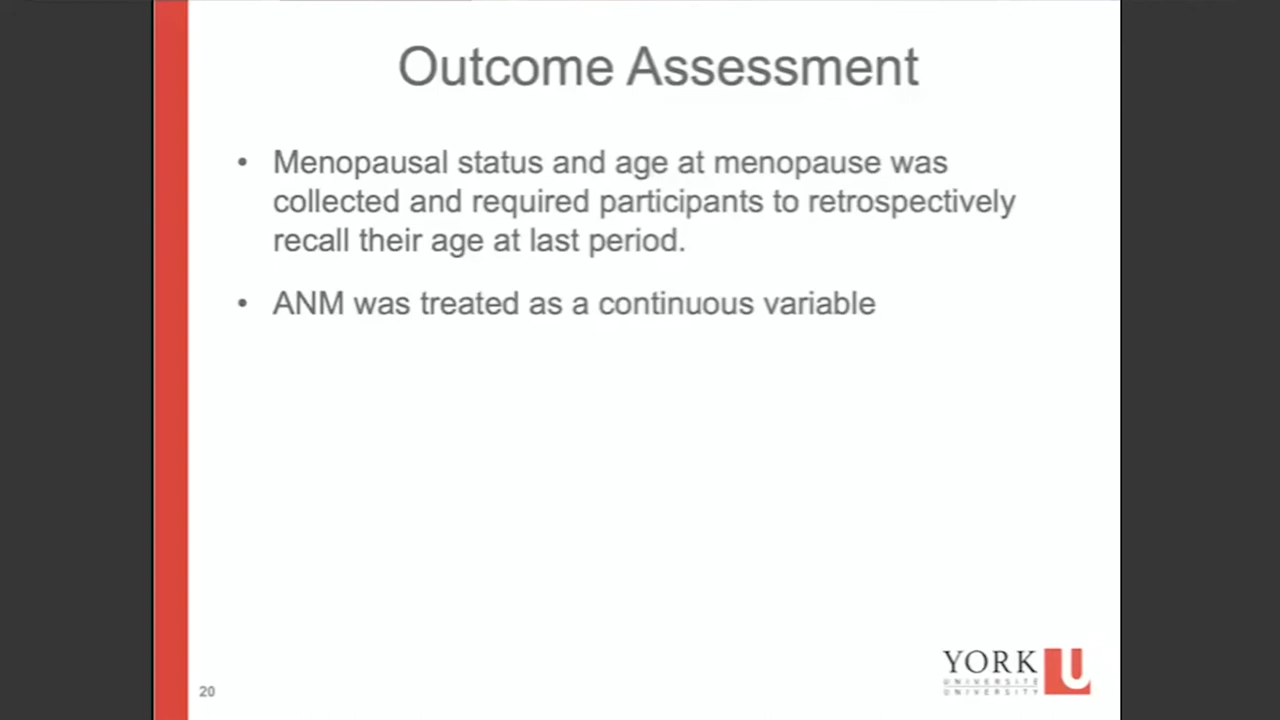 Outcome Assessment
• Menopausal status and age at menopause was
collected and required participants to retrospectively
recall their age at last period.
• ANM was treated as a continuous variable
20
YORK U
UNIVERSITÉ
UNIVERSITY